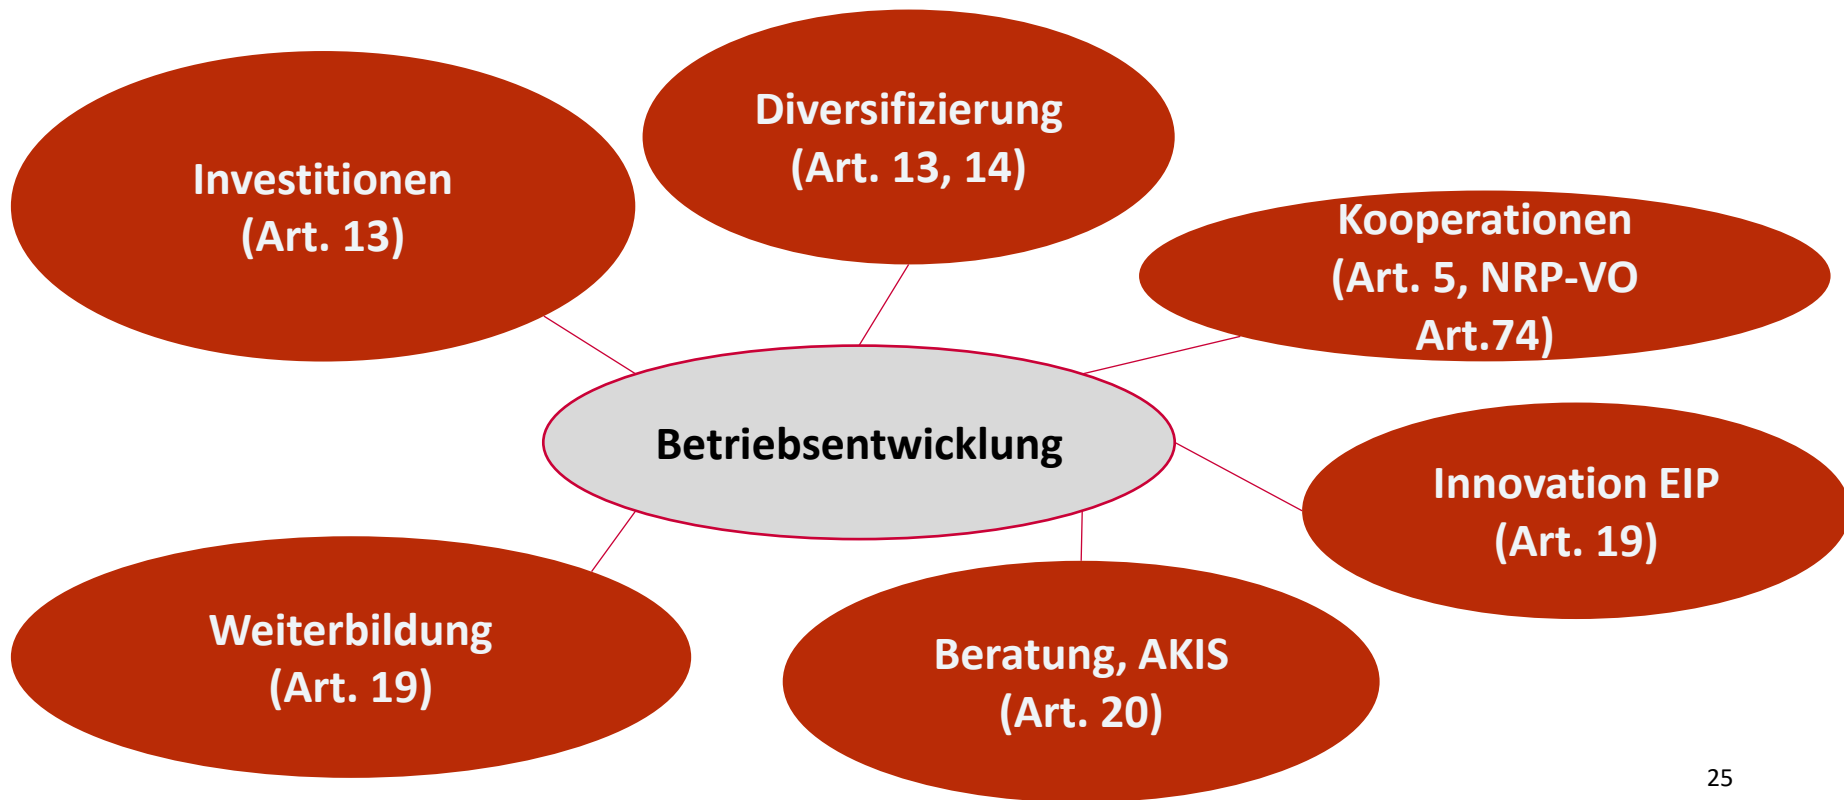 Diversifizierung
(Art. 13, 14)
Investitionen
(Art. 13)
Kooperationen
(Art. 5, NRP-VO
Art.74)
Betriebsentwicklung
Innovation EIP
(Art. 19)
Weiterbildung
(Art. 19)
Beratung, AKIS
(Art. 20)
25